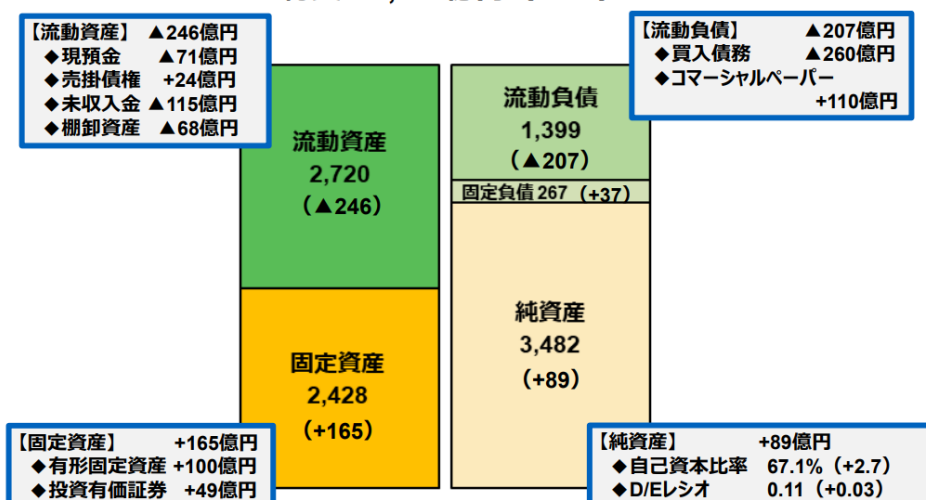 【流動資産】 ▲246億円
◆現預金 ▲71億円
◆売掛債権 +24億円
◆未収入金 ▲115億円
◆棚卸資産 ▲68億円
流動資産
2,720
（▲246）
固定資産
2,428
（+165）
【固定資産】 +165億円
◆有形固定資産 +100億円
◆投資有価証券 +49億円
【流動負債】 ▲207億円
◆買入債務 ▲260億円
◆コマーシャルペーパー
+110億円
流動負債
1,399
（▲207）
固定負債 267 （+37）
純資産
3,482
（+89）
【純資産】 +89億円
◆自己資本比率 67.1%（+2.7）
◆D/Eレシオ 0.11（+0.03）